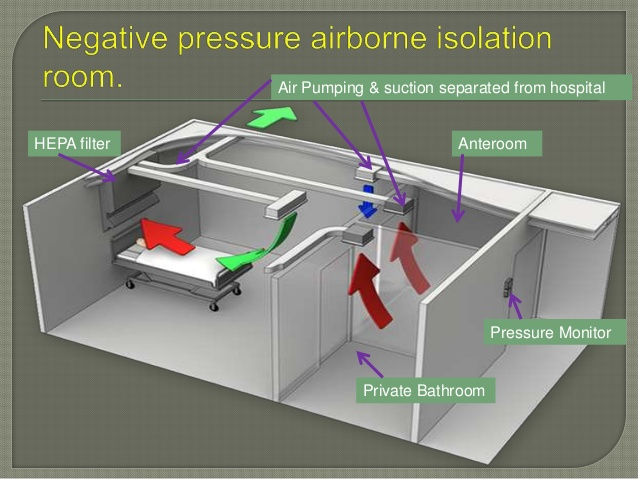 Negative pressure airborne isolation
room.
Air Pumping & suction separated from hospital
HEPA filter
Anteroom
Pressure Monitor
Private Bathroom